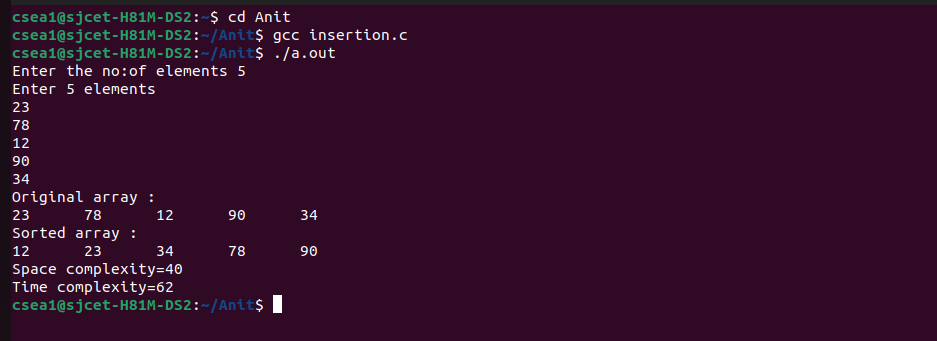 csea1@sjcet-H81M-DS2:~$ cd Anit
csea1@sjcet-H81M-DS2:~/Anit$ gcc insertion.c
csea1@sjcet-H81M-DS2:~/Anit$ ./a.out
Enter the no:of elements 5
Enter 5 elements
23
78
12
90
34
Original array :
23 78 12 90 34
Sorted array :
12 23 34 78 90
Space complexity=40
Time complexity=62
csea1@sjcet-H81M-DS2:~/Anit$